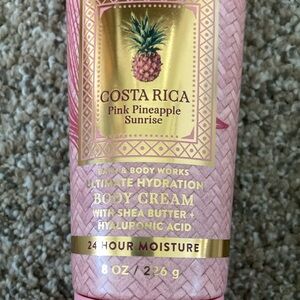 COSTA RICA
Pink Pineapple
Sunrise
BATH & BODY WORKS
ULTIMATE HYDRATION
BODY CREAM
WITH SHEA BUTTER +
HYALURONIC ACID
24 HOUR MOISTURE
8 OZ / 226 g